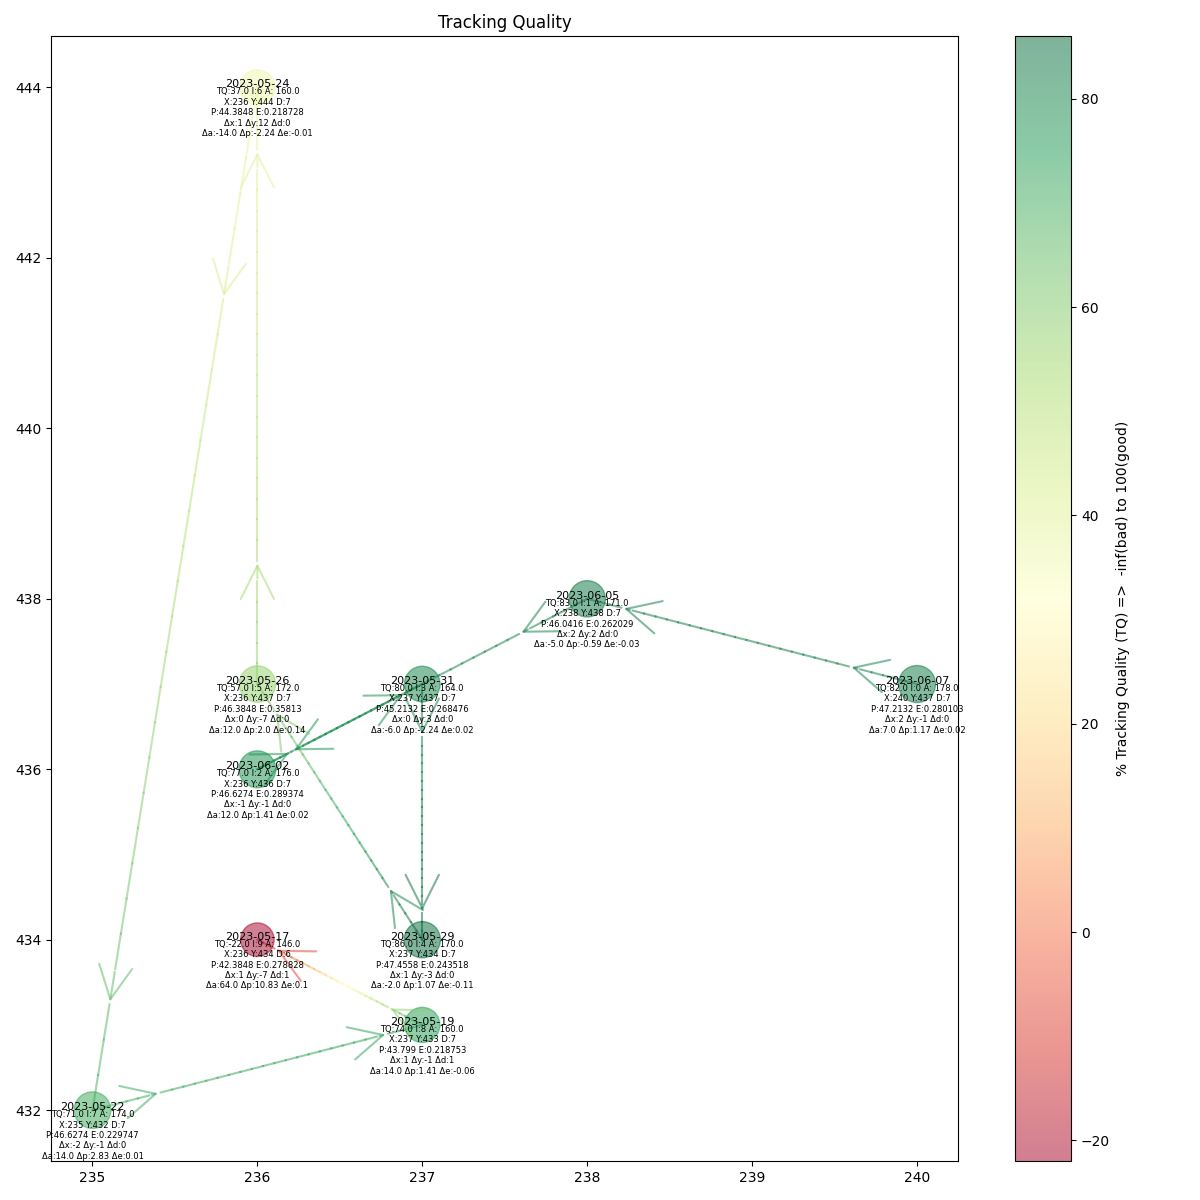 Tracking Quality
444
442
440
438
436
434
432
235
236
237
238
239
240
2023-05-24
TQ:37.0 I:6 A: 160.0
X:236 Y:444 D:7
P:44.3848 E:0.218728
Δx:1 Δy:12 Δd:0
Δa:-14.0 Δp:-2.24 Δe:-0.01
2023-06-05
TQ:83.0 I:1 A: 171.0
X:238 Y:438 D:7
P:46.0416 E:0.262029
Δx:2 Δy:2 Δd:0
Δa:-5.0 Δp:-0.59 Δe:-0.03
2023-05-26
TQ:57.0 I:5 A: 172.0
X:236 Y:437 D:7
P:46.3848 E:0.35813
Δx:0 Δy:-7 Δd:0
Δa:12.0 Δp:2.0 Δe:0.14
2023-05-31
TQ:80.0 I:3 A: 164.0
X:237 Y:437 D:7
P:45.2132 E:0.268476
Δx:0 Δy:3 Δd:0
Δa:-6.0 Δp:-2.24 Δe:0.02
2023-06-07
TQ:82.0 I:0 A: 178.0
X:240 Y:437 D:7
P:47.2132 E:0.280103
Δx:2 Δy:-1 Δd:0
Δa:7.0 Δp:1.17 Δe:0.02
2023-06-02
TQ:77.0 I:2 A: 176.0
X:236 Y:436 D:7
P:46.6274 E:0.289374
Δx:-1 Δy:-1 Δd:0
Δa:12.0 Δp:1.41 Δe:0.02
2023-05-17
TQ:-22.0 I:9 A: 146.0
X:236 Y:434 D:6
P:42.3848 E:0.278828
Δx:1 Δy:-7 Δd:1
Δa:64.0 Δp:10.83 Δe:0.1
2023-05-29
TQ:86.0 I:4 A: 170.0
X:237 Y:434 D:7
P:47.4558 E:0.243518
Δx:1 Δy:-3 Δd:0
Δa:-2.0 Δp:1.07 Δe:-0.11
2023-05-19
TQ:74.0 I:8 A: 160.0
X:237 Y:433 D:7
P:43.799 E:0.218753
Δx:1 Δy:-1 Δd:1
Δa:14.0 Δp:1.41 Δe:-0.06
2023-05-22
TQ:71.0 I:7 A: 174.0
X:235 Y:432 D:7
P:46.6274 E:0.229747
Δx:-2 Δy:-1 Δd:0
Δa:14.0 Δp:2.83 Δe:0.01
80
60
40
20
0
−20
% Tracking Quality (TQ) =>  -inf(bad) to 100(good)